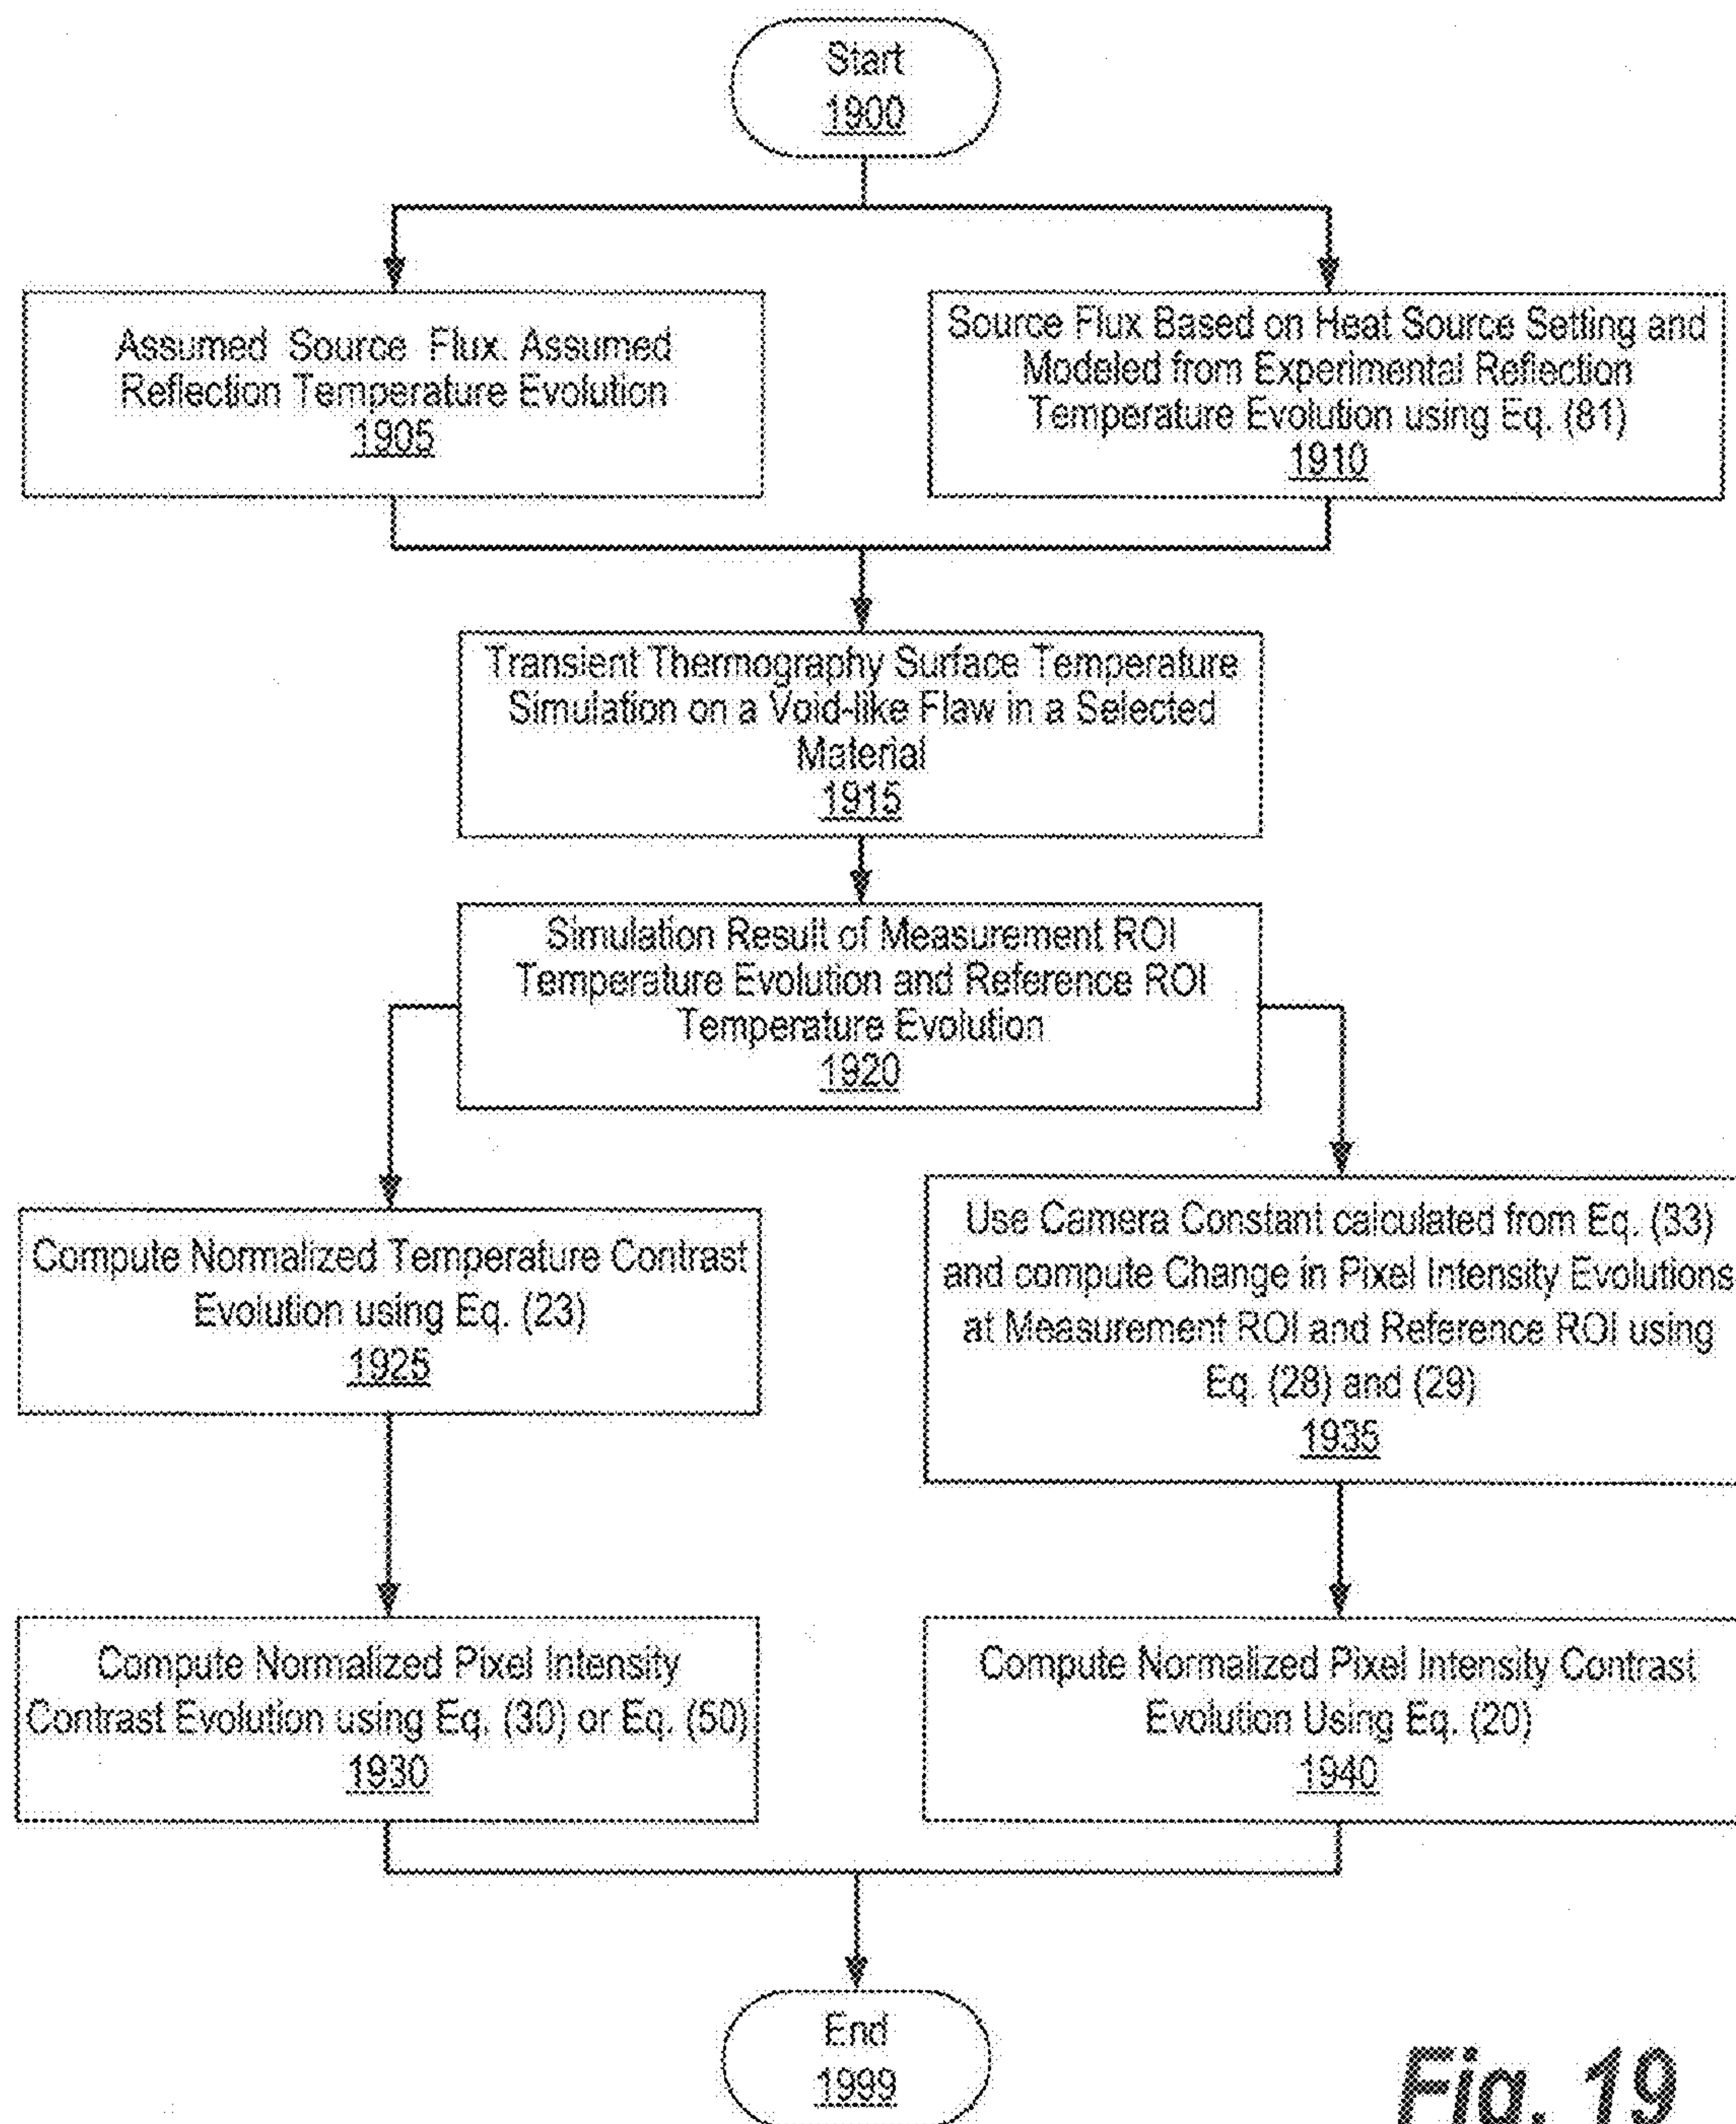 Start
1900
Assumed Source Flux. Assumed
Reflection Temperature Evolution
1905
Source Flux Based on Heat Source Setting and
Modeled from Experimental Reflection
Temperature Evolution using Eq. (81)
1910
Transient Thermography Surface Temperature
Simulation on a Void-like Flaw in a Selected
Material
1915
Simulation Result of Measurement ROI
Temperature Evolution and Reference ROI
Temperature Evolution
1920
Compute Normalized Temperature Contrast
Evolution using Eq. (23)
1925
Use Camera Constant calculated from Eq. (33)
and compute Change in Pixel Intensity Evolutions
at Measurement ROI and Reference ROI using
Eq. (28) and (29)
1935
Compute Normalized Pixel Intensity
Contrast Evolution using Eq. (30) or Eq. (50)
1930
Compute Normalized Pixel Intensity Contrast
Evolution Using Eq. (20)
1940
End
1999
Fig. 19